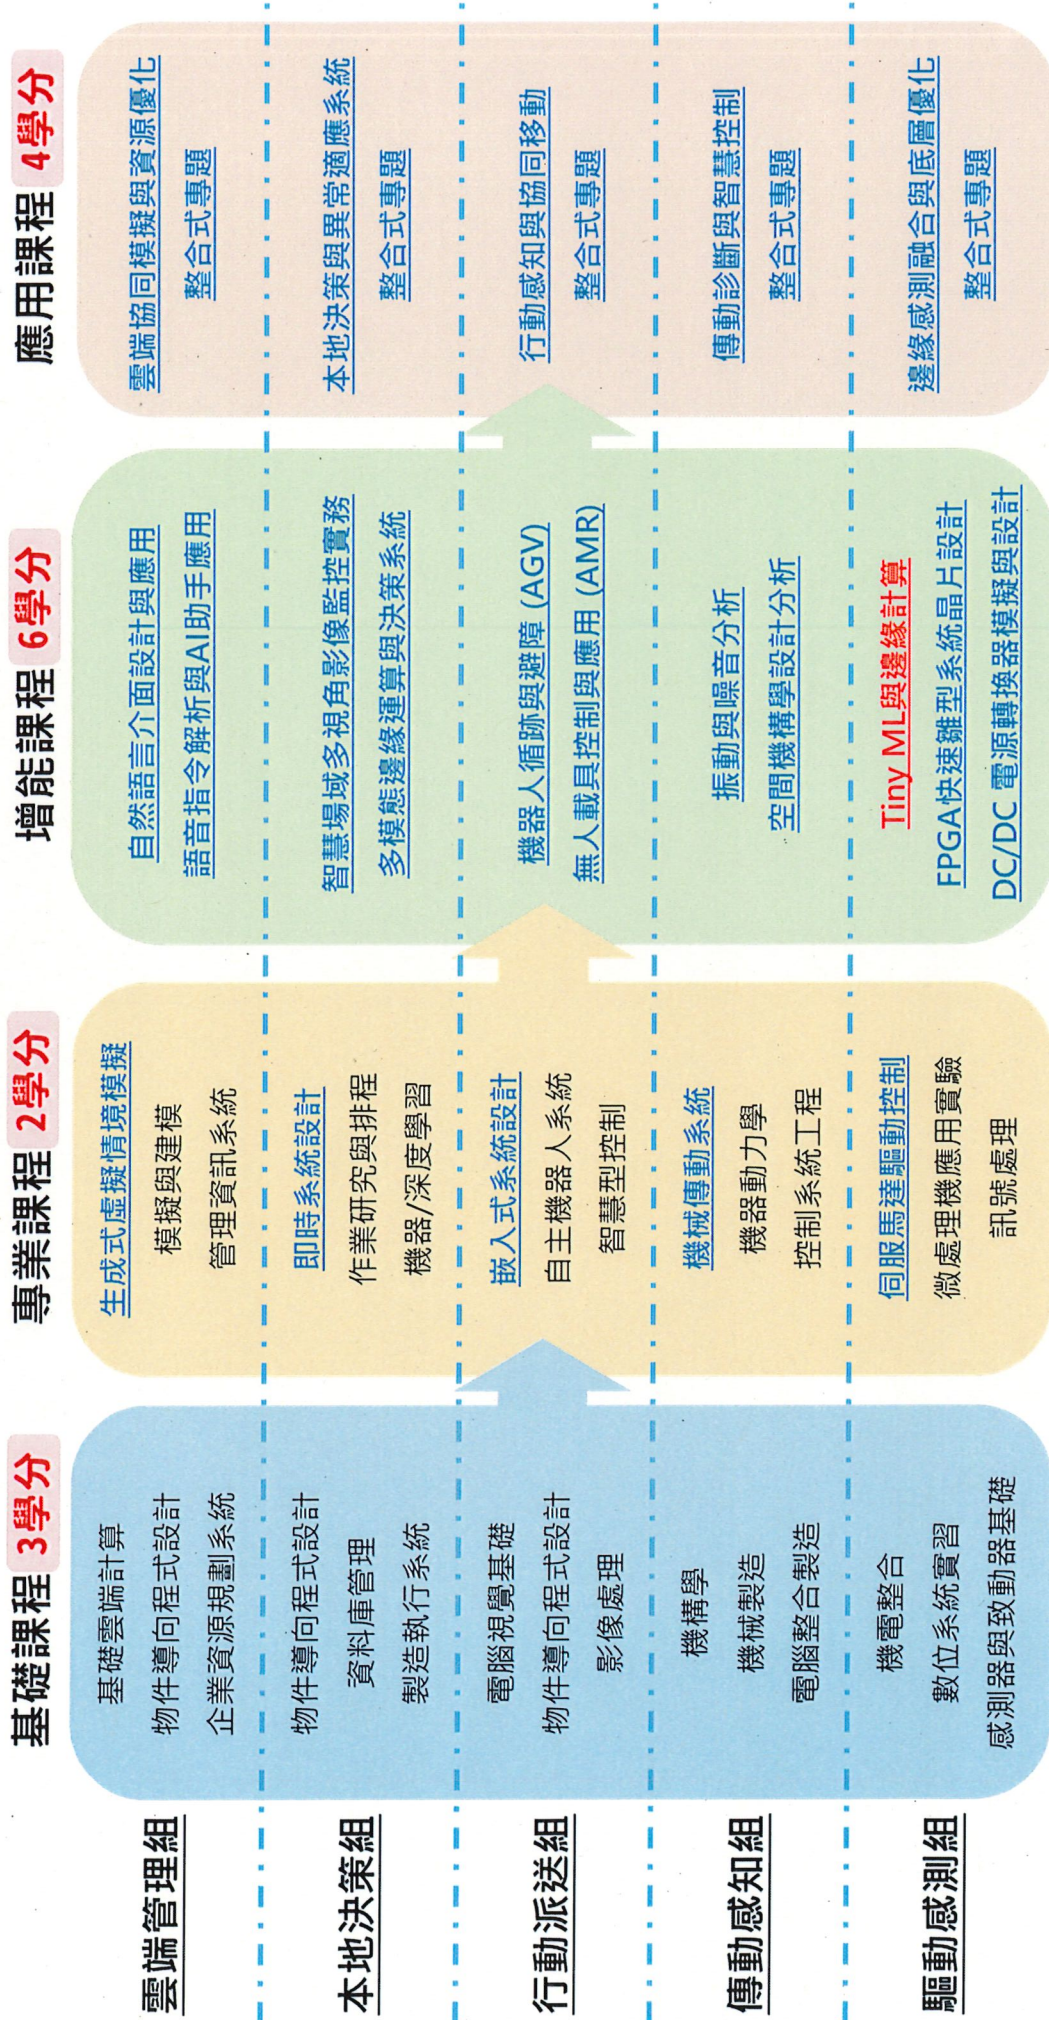 基礎課程 3學分
專業課程 2學分
增能課程 6學分
應用課程 4學分
雲端管理組
基礎雲端計算
物件導向程式設計
企業資源規劃系統
生成式虛擬情境模擬
模擬與建模
管理資訊系統
自然語言介面設計與應用
語音指令解析與AI助手應用
雲端協同模擬與資源優化
整合式專題
本地決策組
物件導向程式設計
資料庫管理
製造執行系統
即時系統設計
作業研究與排程
機器/深度學習
智慧場域多視角影像監控實務
多模態邊緣運算與決策系統
本地決策與異常適應系統
整合式專題
行動派送組
電腦視覺基礎
物件導向程式設計
影像處理
嵌入式系統設計
自主機器人系統
智慧型控制
機器人循跡與避障 (AGV)
無人載具控制與應用 (AMR)
行動感知與協同移動
整合式專題
傳動感知組
機構學
機械製造
電腦整合製造
機械傳動系統
機器動力學
控制系統工程
振動與噪音分析
空間機構學設計分析
傳動診斷與智慧控制
整合式專題
驅動感測組
機電整合
數位系統實習
感測器與致動器基礎
伺服馬達驅動控制
微處理機應用實驗
訊號處理
Tiny ML與邊緣計算
FPGA快速雛型系統晶片設計
DC/DC 電源轉換器模擬與設計
邊緣感測融合與底層優化
整合式專題